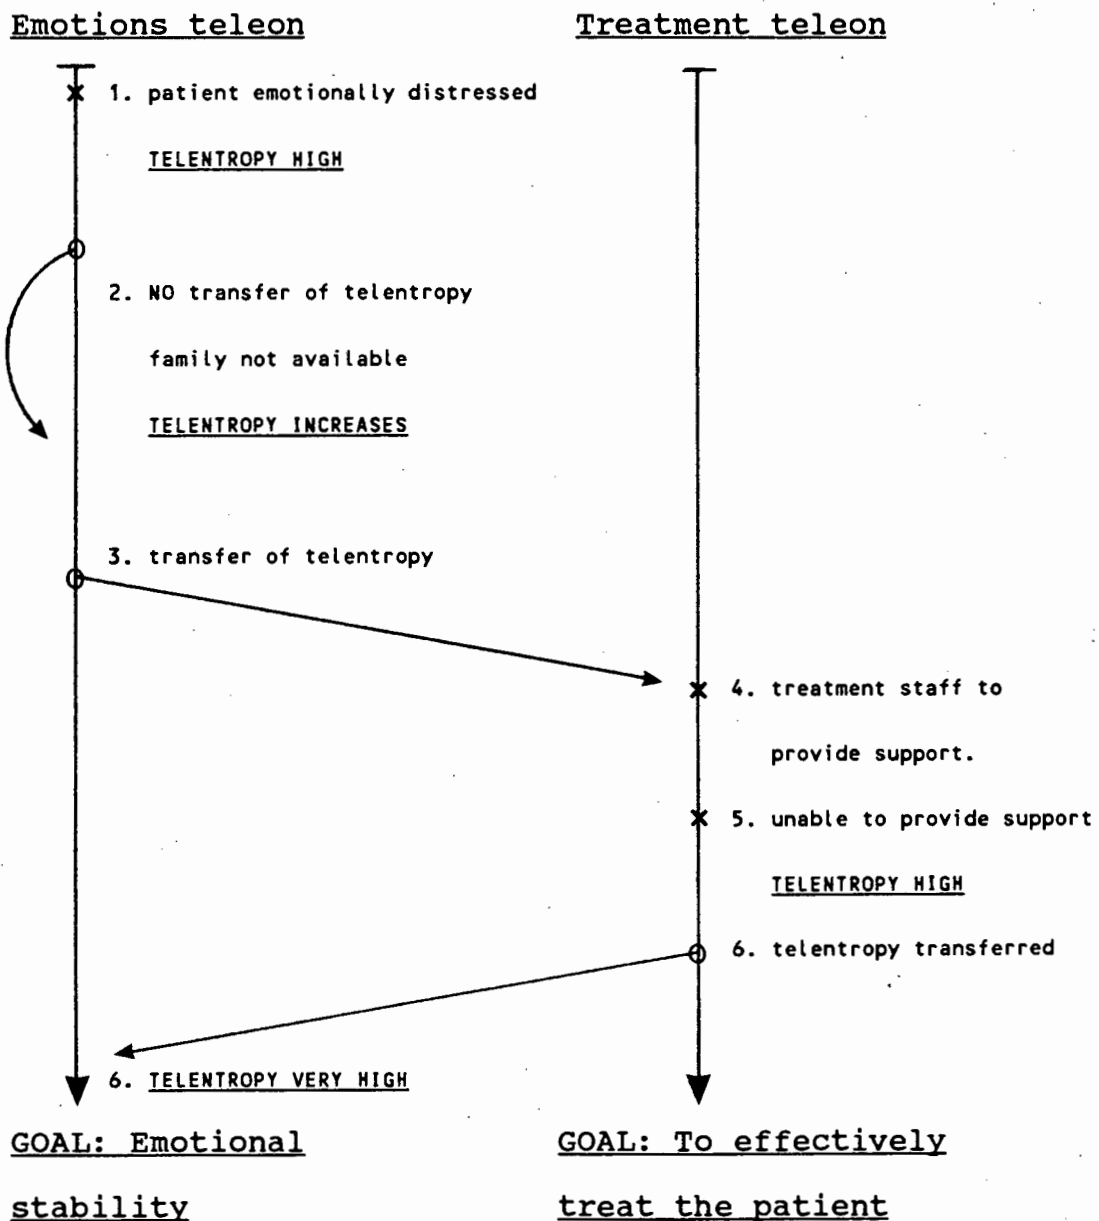 Emotions teleon
Treatment teleon
1. patient emotionally distressed
TELENTROPY HIGH
2. NO transfer of telentropy
family not available
TELENTROPY INCREASES
3. transfer of telentropy
4. treatment staff to
provide support.
5. unable to provide support
TELENTROPY HIGH
6. telentropy transferred
6. TELENTROPY VERY HIGH
GOAL: Emotional
stability
GOAL: To effectively
treat the patient